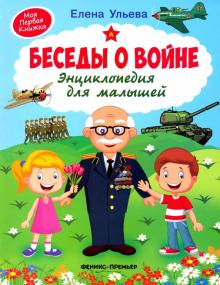 Моя
Первая
Книжка
Елена Ульева
БЕСЕДЫ О ВОЙНЕ
Энциклопедия
для малышей
ФЕНИКС-ПРЕМЬЕР